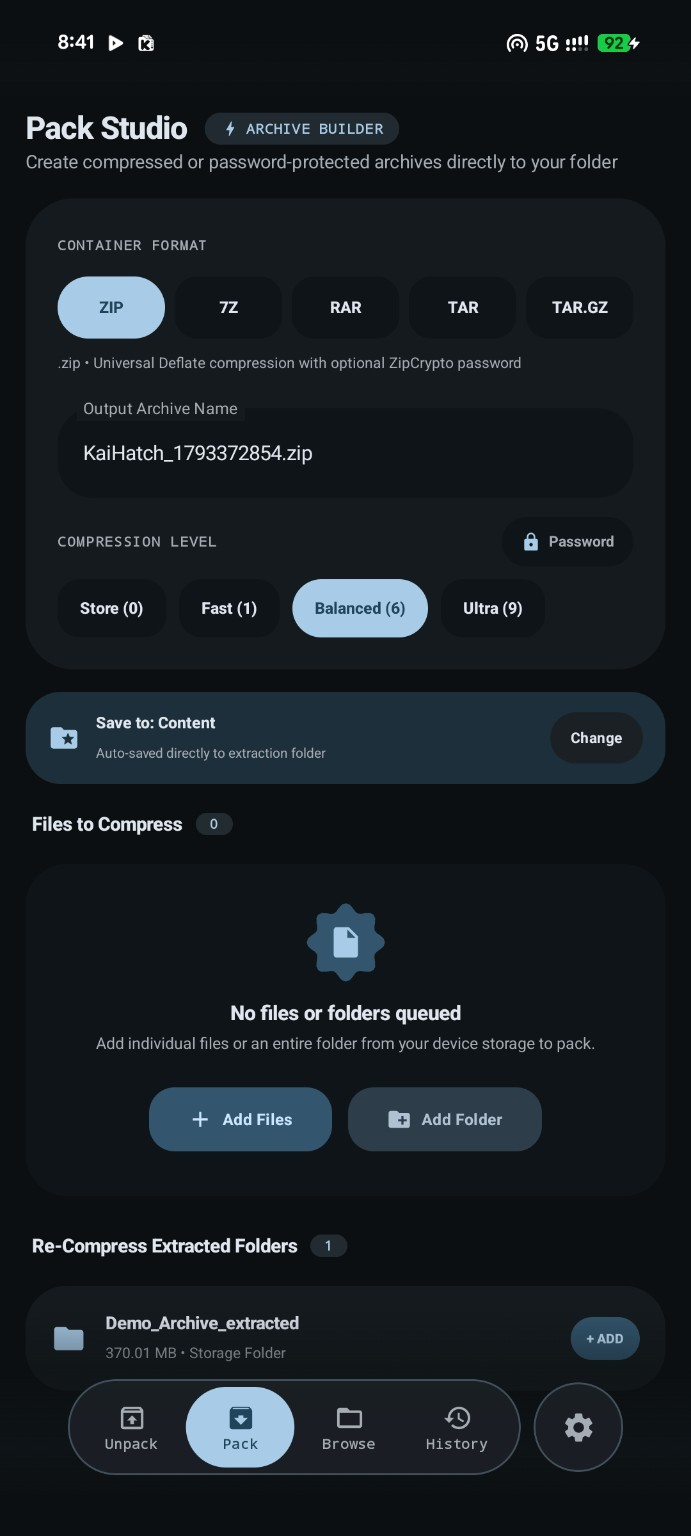 8:41
5G
92
Pack Studio
ARCHIVE BUILDER
Create compressed or password-protected archives directly to your folder
CONTAINER FORMAT
ZIP
7Z
RAR
TAR
TAR.GZ
.zip • Universal Deflate compression with optional ZipCrypto password
Output Archive Name
KaiHatch_1793372854.zip
COMPRESSION LEVEL
Password
Store (0)
Fast (1)
Balanced (6)
Ultra (9)
Save to: Content
Auto-saved directly to extraction folder
Change
Files to Compress
0
No files or folders queued
Add individual files or an entire folder from your device storage to pack.
Add Files
Add Folder
Re-Compress Extracted Folders
1
Demo_Archive_extracted
370.01 MB • Storage Folder
+ ADD
Unpack
Pack
Browse
History